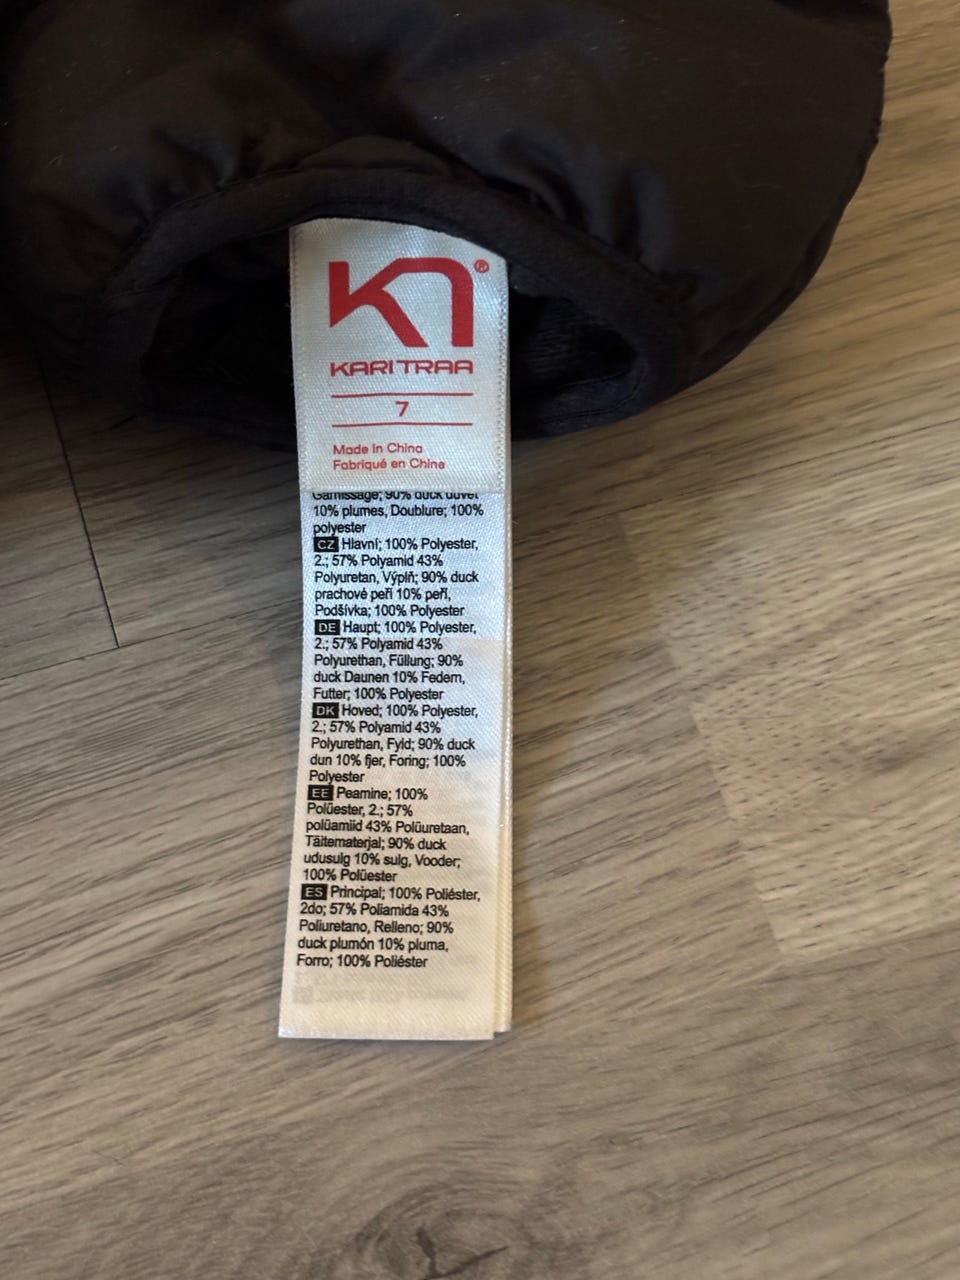 K1®
KARI TRAA
7
Made in China
Fabriqué en Chine
Garnissage; 90% duck duvet
10% plumes, Doublure; 100%
polyester
CZ Hlavní; 100% Polyester,
2.; 57% Polyamid 43%
Polyuretan, Výplň; 90% duck
prachové peří 10% peří,
Podšívka; 100% Polyester
DE Haupt; 100% Polyester,
2.; 57% Polyamid 43%
Polyurethan, Füllung; 90%
duck Daunen 10% Federn,
Futter; 100% Polyester
DK Hoved; 100% Polyester,
2.; 57% Polyamid 43%
Polyurethan, Fyld; 90% duck
dun 10% fjer, Foring; 100%
Polyester
EE Peamine; 100%
Polüester, 2.; 57%
polüamiid 43% Polüuretaan,
Täitematerjal; 90% duck
udusulg 10% sulg, Vooder;
100% Polüester
ES Principal; 100% Poliéster,
2do; 57% Poliamida 43%
Poliuretano, Relleno; 90%
duck plumón 10% pluma,
Forro; 100% Poliéster